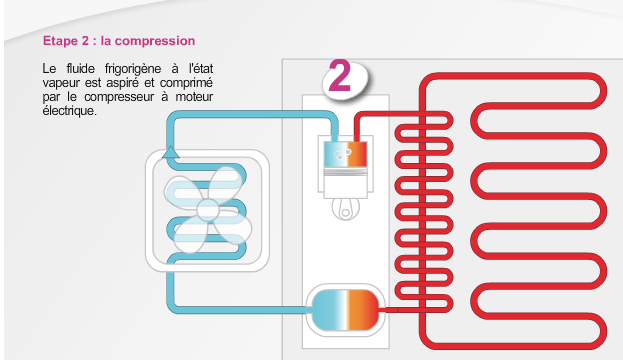 Etape 2 : la compression
2
Le fluide frigorigène à l'état
vapeur est aspiré et comprimé
par le compresseur à moteur
électrique.